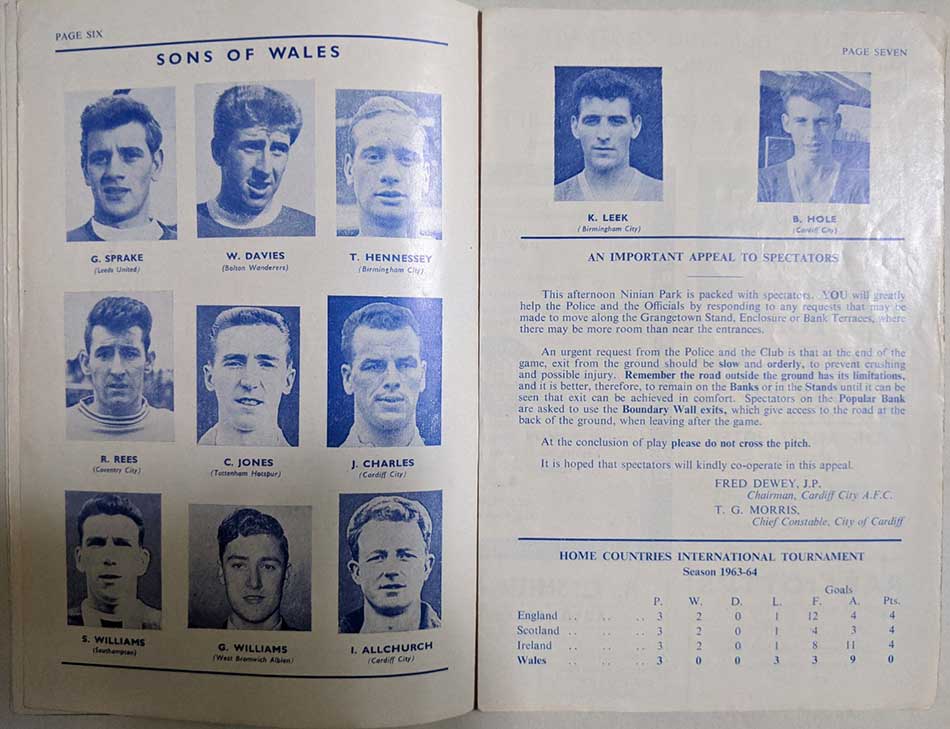 PAGE SIX
SONS OF WALES
G. SPRAKE
(Leeds United)
W. DAVIES
(Bolton Wanderers)
T. HENNESSEY
(Birmingham City)
R. REES
(Coventry City)
C. JONES
(Tottenham Hotspur)
J. CHARLES
(Cardiff City)
S. WILLIAMS
(Southampton)
G. WILLIAMS
(West Bromwich Albion)
I. ALLCHURCH
(Cardiff City)
PAGE SEVEN
K. LEEK
(Birmingham City)
B. HOLE
(Cardiff City)
AN IMPORTANT APPEAL TO SPECTATORS
This afternoon Ninian Park is packed with spectators. YOU will greatly
help the Police and the Officials by responding to any requests that may be
made to move along the Grangetown Stand, Enclosure or Bank Terraces, where
there may be more room than near the entrances.
An urgent request from the Police and the Club is that at the end of the
game, exit from the ground should be slow and orderly, to prevent crushing
and possible injury. Remember the road outside the ground has its limitations,
and it is better, therefore, to remain on the Banks or in the Stands until it can be
seen that exit can be achieved in comfort. Spectators on the Popular Bank
are asked to use the Boundary Wall exits, which give access to the road at the
back of the ground, when leaving after the game.
At the conclusion of play please do not cross the pitch.
It is hoped that spectators will kindly co-operate in this appeal.
FRED DEWEY, J.P.
Chairman, Cardiff City A.F.C.
T. G. MORRIS,
Chief Constable, City of Cardiff
HOME COUNTRIES INTERNATIONAL TOURNAMENT
Season 1963-64
Goals
P. W. D. L. F. A. Pts.
England .. .. .. 3 2 0 1 12 4 4
Scotland .. .. .. 3 2 0 1 4 3 4
Ireland .. .. .. 3 2 0 1 8 11 4
Wales .. .. .. 3 0 0 3 3 9 0